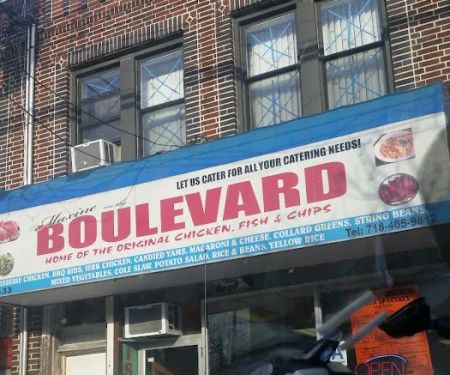 LET US CATER FOR ALL YOUR CATERING NEEDS!
Maxine on the
BOULEVARD
HOME OF THE ORIGINAL CHICKEN, FISH & CHIPS
CHICKEN, BBQ RIBS, JERK CHICKEN, CANDIED YAMS, MACARONI & CHEESE, COLLARD GREENS, STRING BEANS,
MIXED VEGETABLES, COLE SLAW, POTATO SALAD, RICE & BEANS, YELLOW RICE
Tel: 718-465-9812
OPEN